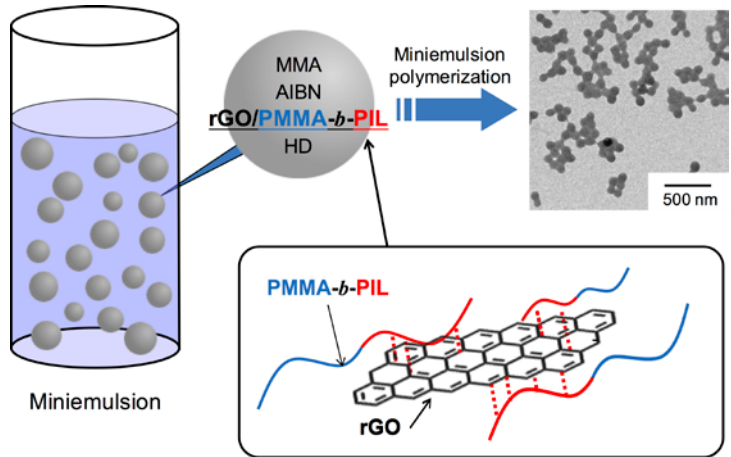 MMA
AIBN
rGO/PMMA-b-PIL
HD
Miniemulsion
polymerization
500 nm
Miniemulsion
PMMA-b-PIL
rGO